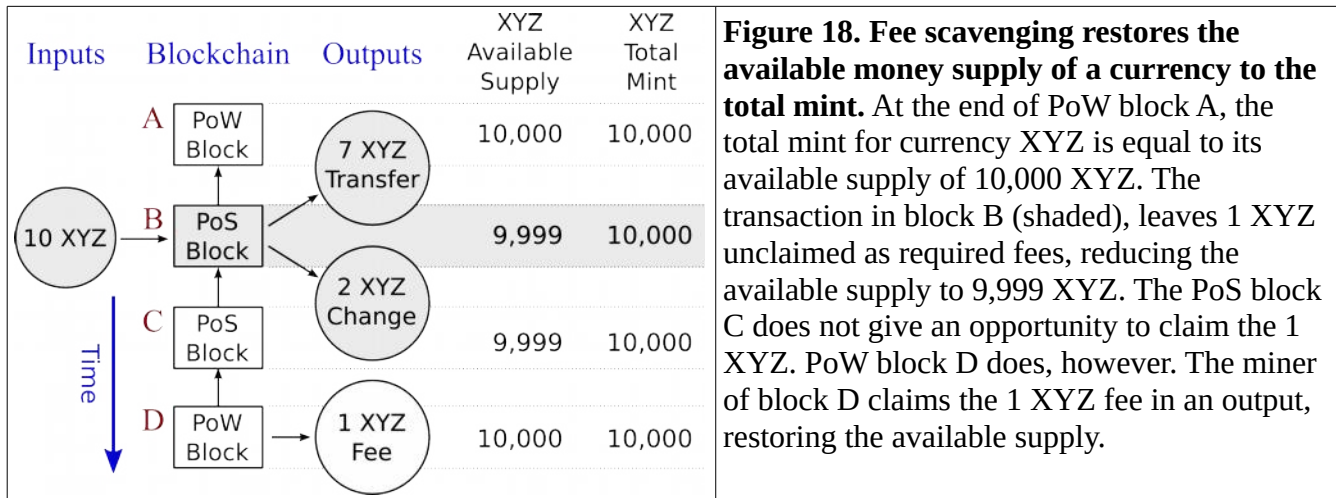 Inputs
Blockchain
Outputs
XYZ
Available
Supply
XYZ
Total
Mint
A
PoW
Block
7 XYZ
Transfer
10,000
10,000
10 XYZ
B
PoS
Block
9,999
10,000
2 XYZ
Change
C
PoS
Block
9,999
10,000
Time
D
PoW
Block
1 XYZ
Fee
10,000
10,000
Figure 18. Fee scavenging restores the
available money supply of a currency to the
total mint. At the end of PoW block A, the
total mint for currency XYZ is equal to its
available supply of 10,000 XYZ. The
transaction in block B (shaded), leaves 1 XYZ
unclaimed as required fees, reducing the
available supply to 9,999 XYZ. The PoS block
C does not give an opportunity to claim the 1
XYZ. PoW block D does, however. The miner
of block D claims the 1 XYZ fee in an output,
restoring the available supply.